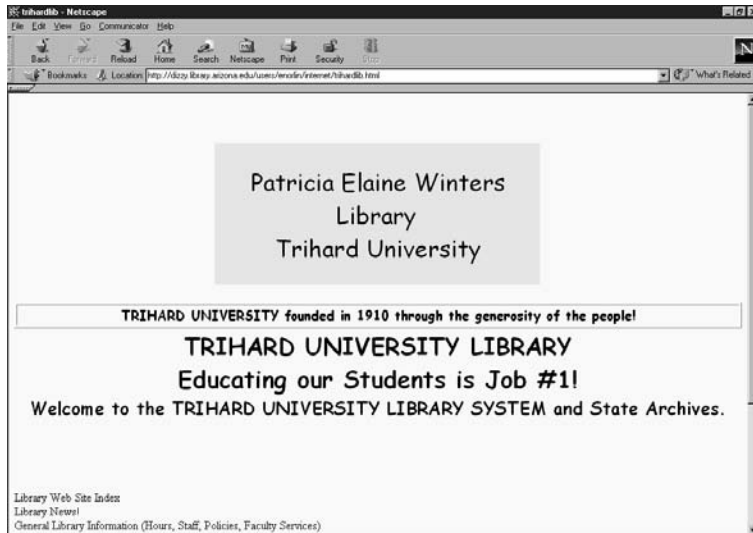 trihardlib - Netscape
File Edit View Go Communicator Help
Back Forward Reload Home Search Netscape Print Security Stop
Bookmarks Location: http://dizzy.library.arizona.edu/users/enorlin/internet/trihardlib.html What's Related
N
Patricia Elaine Winters
Library
Trihard University
TRIHARD UNIVERSITY founded in 1910 through the generosity of the people!
TRIHARD UNIVERSITY LIBRARY
Educating our Students is Job #1!
Welcome to the TRIHARD UNIVERSITY LIBRARY SYSTEM and State Archives.
Library Web Site Index
Library News!
General Library Information (Hours, Staff, Policies, Faculty Services)